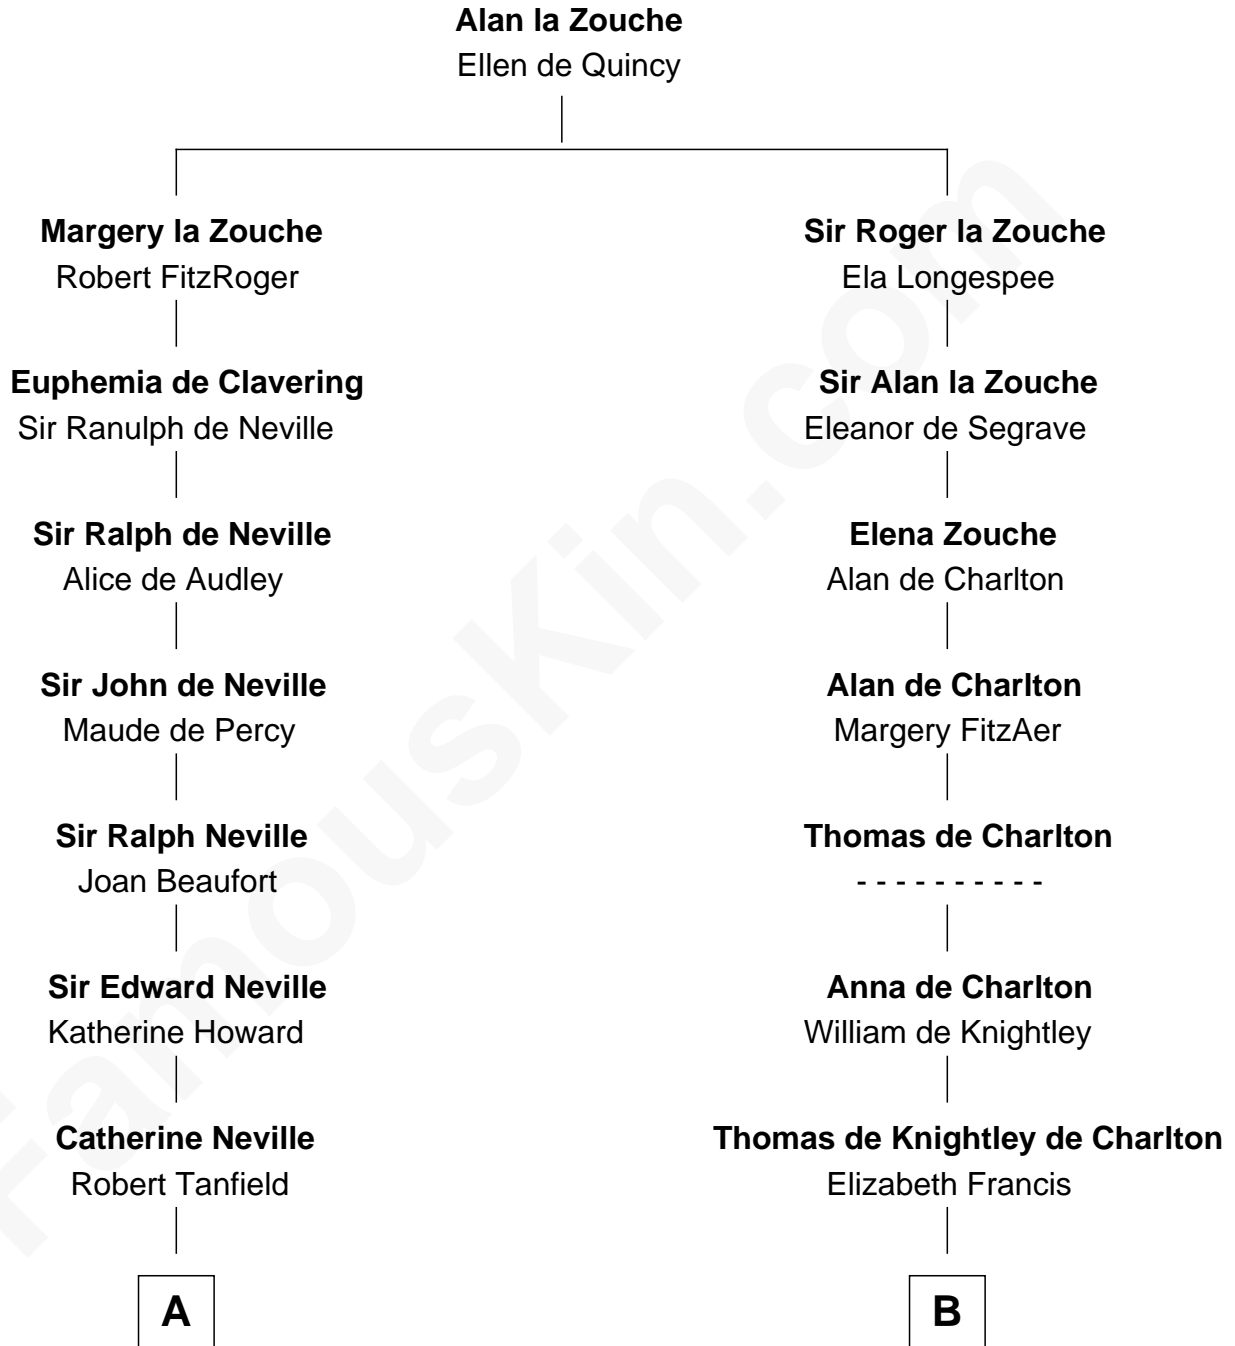 Alan la Zouche
Ellen de Quincy
Margery la Zouche
Robert FitzRoger
Sir Roger la Zouche
Ela Longespee
Euphemia de Clavering
Sir Ranulph de Neville
Sir Alan la Zouche
Eleanor de Segrave
Sir Ralph de Neville
Alice de Audley
Elena Zouche
Alan de Charlton
Sir John de Neville
Maude de Percy
Alan de Charlton
Margery FitzAer
Sir Ralph Neville
Joan Beaufort
Thomas de Charlton
- - - - - - - - - -
Sir Edward Neville
Katherine Howard
Anna de Charlton
William de Knightley
Catherine Neville
Robert Tanfield
Thomas de Knightley de Charlton
Elizabeth Francis
A
B
FamousKin.com